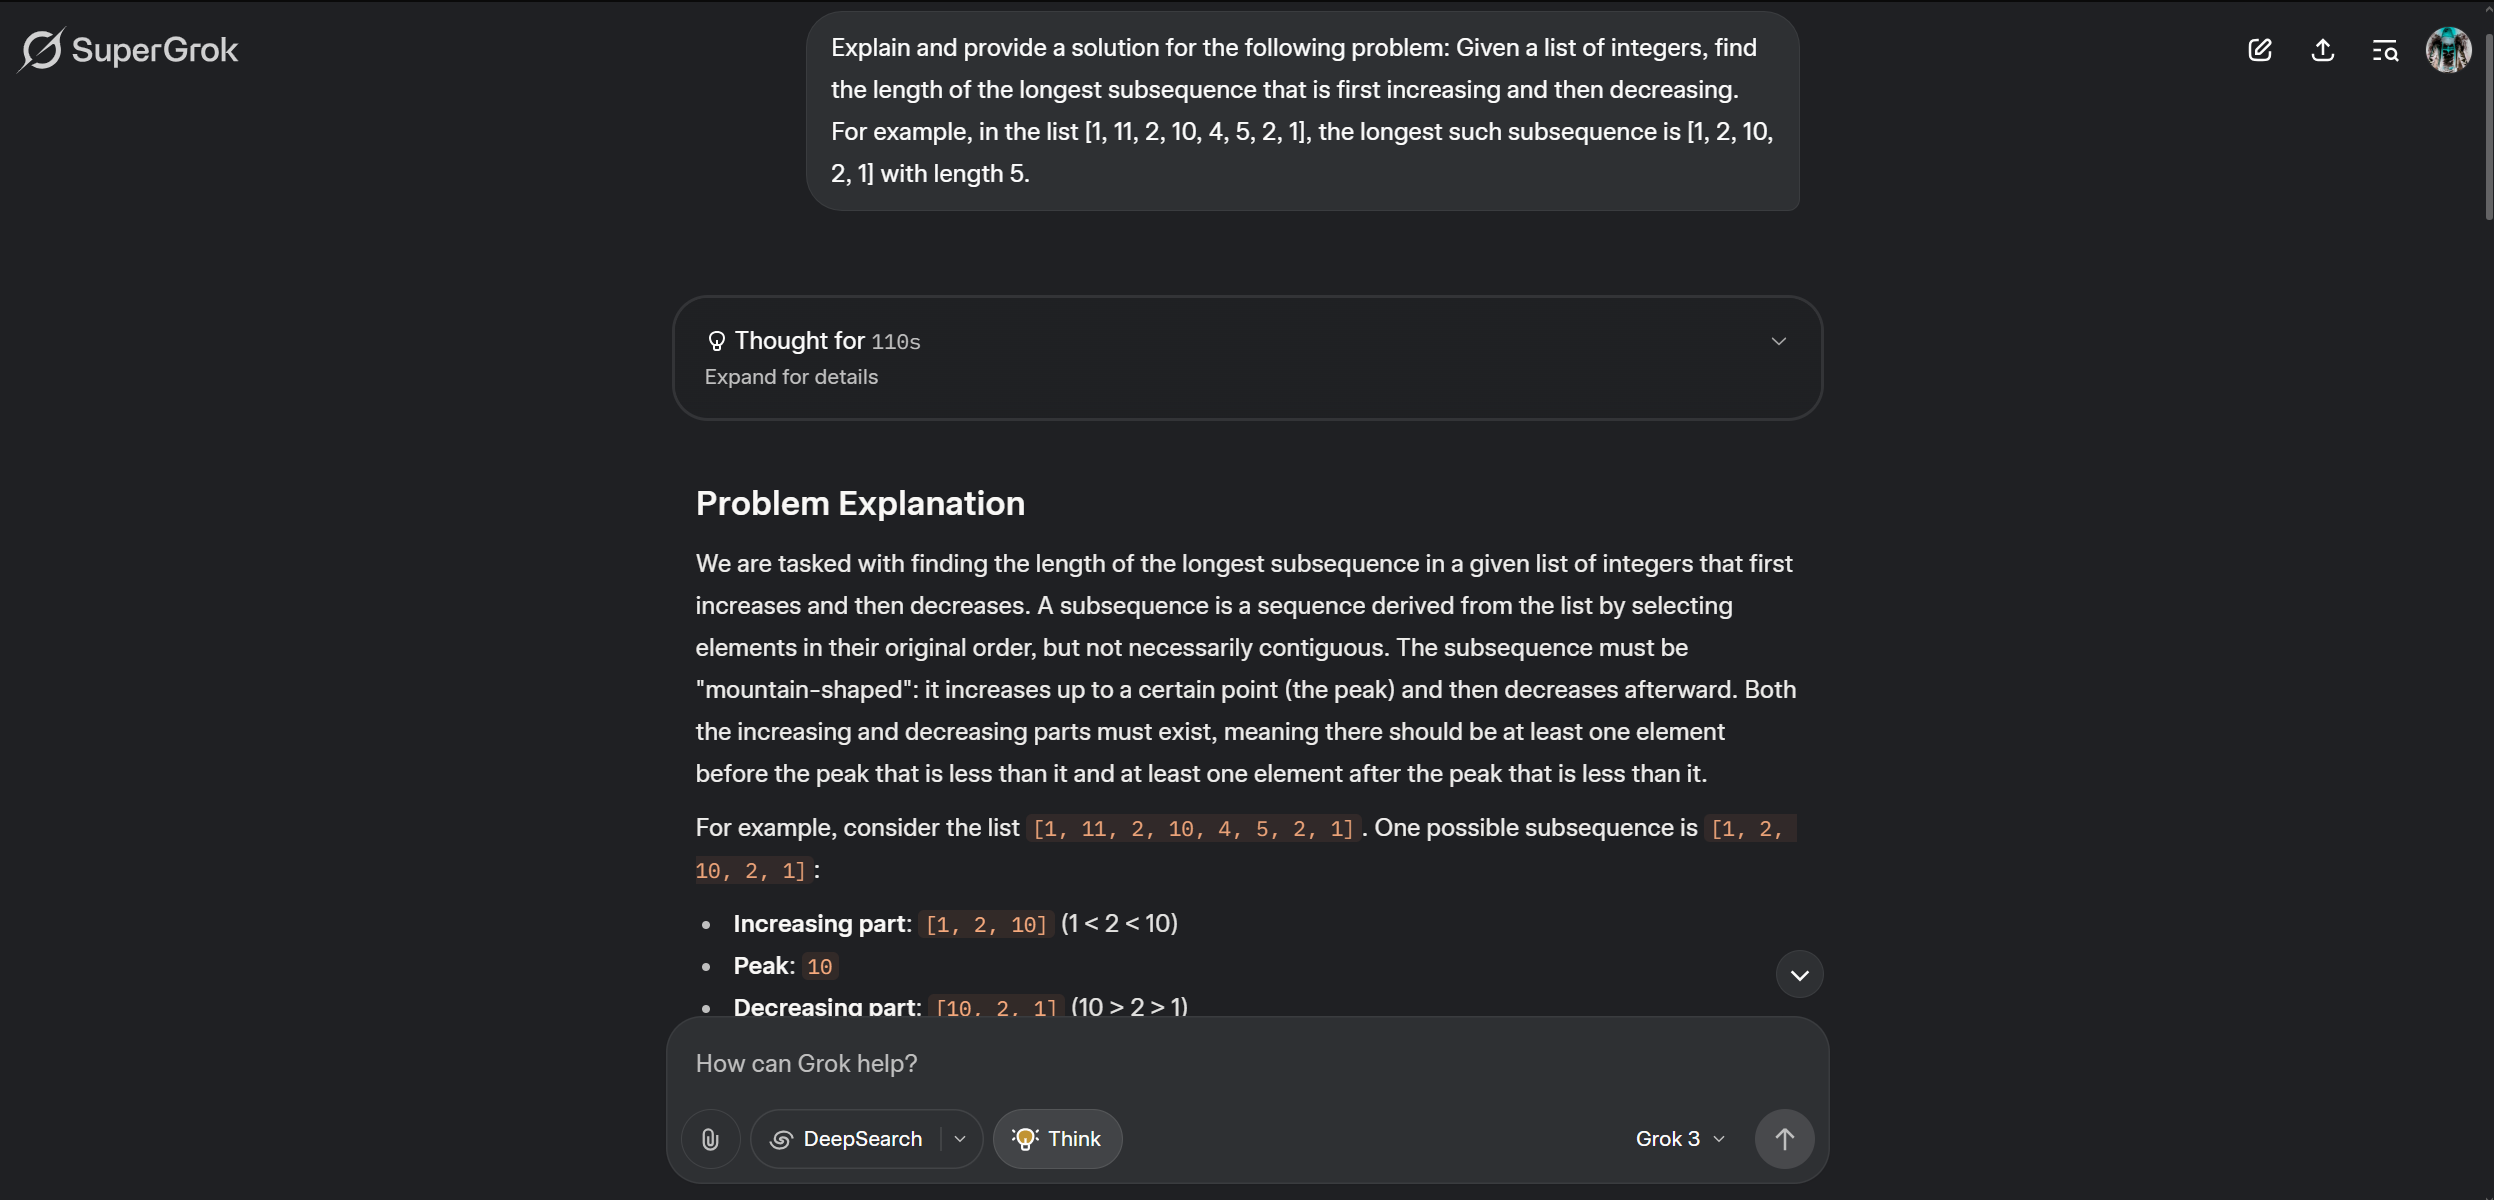 SuperGrok
Explain and provide a solution for the following problem: Given a list of integers, find
the length of the longest subsequence that is first increasing and then decreasing.
For example, in the list [1, 11, 2, 10, 4, 5, 2, 1], the longest such subsequence is [1, 2, 10,
2, 1] with length 5.
Thought for 110s
Expand for details
Problem Explanation
We are tasked with finding the length of the longest subsequence in a given list of integers that first
increases and then decreases. A subsequence is a sequence derived from the list by selecting
elements in their original order, but not necessarily contiguous. The subsequence must be
"mountain-shaped": it increases up to a certain point (the peak) and then decreases afterward. Both
the increasing and decreasing parts must exist, meaning there should be at least one element
before the peak that is less than it and at least one element after the peak that is less than it.
For example, consider the list [1, 11, 2, 10, 4, 5, 2, 1]. One possible subsequence is [1, 2,
10, 2, 1]:
• Increasing part: [1, 2, 10] (1 < 2 < 10)
• Peak: 10
• Decreasing part: [10, 2, 1] (10 > 2 > 1)
How can Grok help?
DeepSearch
Think
Grok 3